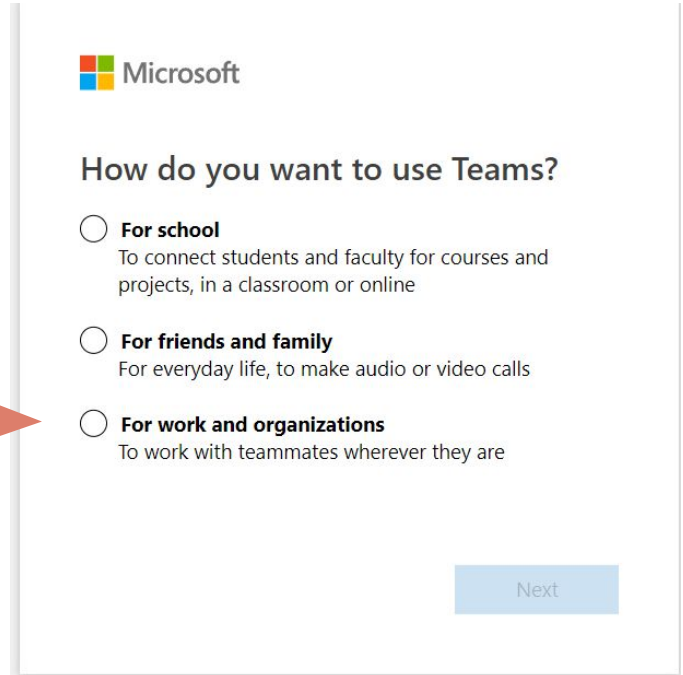 Microsoft
How do you want to use Teams?
For school
To connect students and faculty for courses and
projects, in a classroom or online
For friends and family
For everyday life, to make audio or video calls
For work and organizations
To work with teammates wherever they are
Next